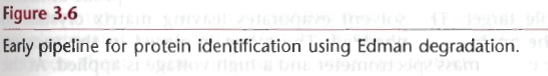 Figure 3.6
Early pipeline for protein identification using Edman degradation.